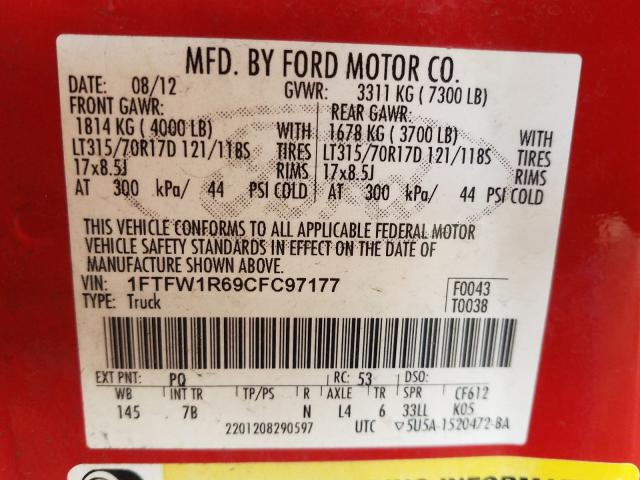 MFD. BY FORD MOTOR CO.
DATE: 08/12 GVWR: 3311 KG ( 7300 LB)
FRONT GAWR: REAR GAWR:
1814 KG ( 4000 LB) WITH 1678 KG ( 3700 LB) WITH
LT315/70R17D 121/118S TIRES LT315/70R17D 121/118S TIRES
17x8.5J RIMS 17x8.5J RIMS
AT 300 kPa/ 44 PSI COLD AT 300 kPa/ 44 PSI COLD
THIS VEHICLE CONFORMS TO ALL APPLICABLE FEDERAL MOTOR
VEHICLE SAFETY STANDARDS IN EFFECT ON THE DATE OF
MANUFACTURE SHOWN ABOVE.
VIN: 1FTFW1R69CFC97177 F0043
TYPE: Truck T0038
EXT PNT: PQ RC: 53 DSO:
WB INT TR TP/PS R AXLE TR SPR CF612
145 7B N L4 6 33LL K05
2201208290597 UTC ▽5U5A-1520472-BA